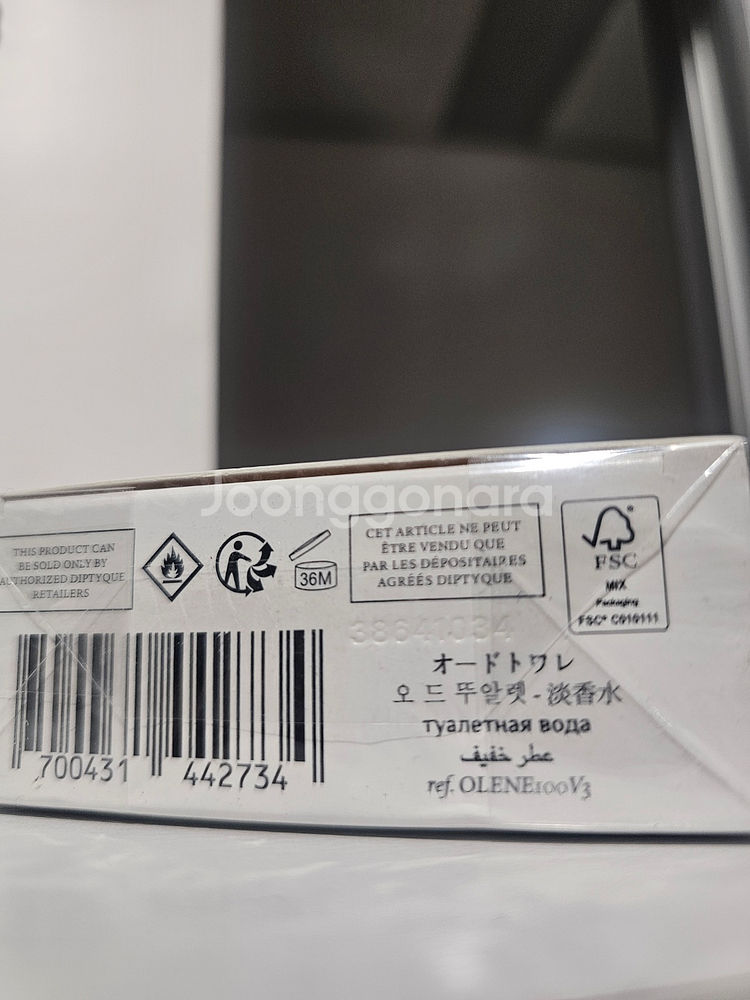 Joonggonara
THIS PRODUCT CAN
BE SOLD ONLY BY
AUTHORIZED DIPTYQUE
RETAILERS
36M
CET ARTICLE NE PEUT
ÊTRE VENDU QUE
PAR LES DÉPOSITAIRES
AGRÉÉS DIPTYQUE
FSC
MIX
Packaging
FSC® C010111
700431 442734
オードトワレ
오 드 뚜알렛 - 淡香水
туалетная вода
عطر خفيف
ref. OLENE100V3